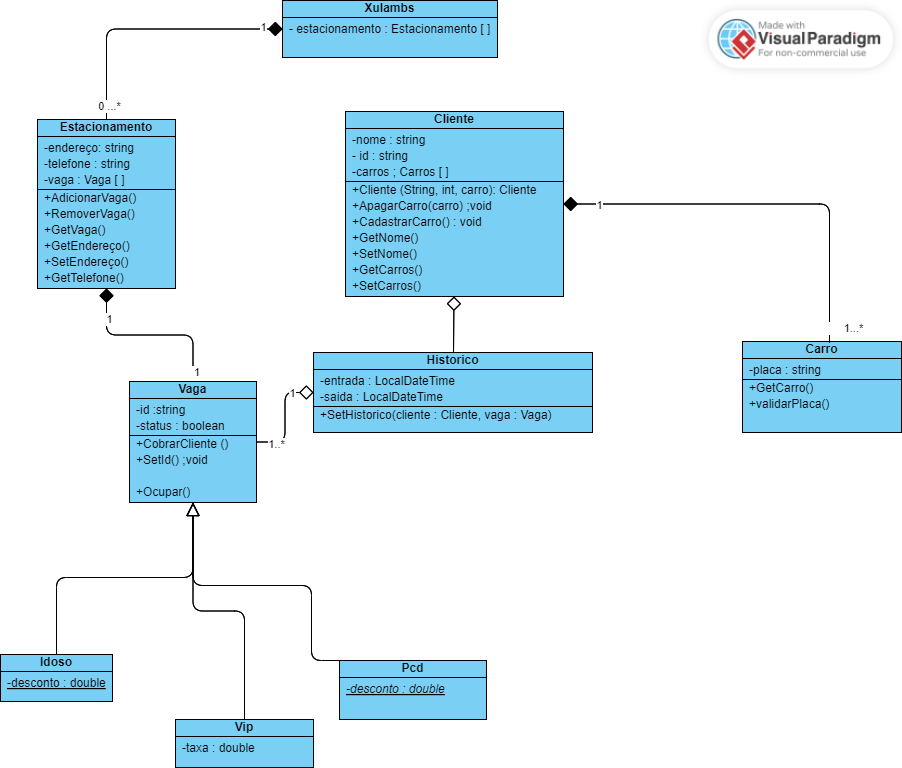 Xulambs
- estacionamento : Estacionamento [ ]
1
0 ...*
Made with
VisualParadigm
For non-commercial use
Estacionamento
-endereço: string
-telefone : string
-vaga : Vaga [ ]
+AdicionarVaga()
+RemoverVaga()
+GetVaga()
+GetEndereço()
+SetEndereço()
+GetTelefone()
1
1
Cliente
-nome : string
- id : string
-carros ; Carros [ ]
+Cliente (String, int, carro): Cliente
+ApagarCarro(carro) ;void
+CadastrarCarro() : void
+GetNome()
+SetNome()
+GetCarros()
+SetCarros()
1
1...*
Carro
-placa : string
+GetCarro()
+validarPlaca()
Historico
-entrada : LocalDateTime
-saida : LocalDateTime
+SetHistorico(cliente : Cliente, vaga : Vaga)
1
1..*
Vaga
-id :string
-status : boolean
+CobrarCliente ()
+SetId() ;void
+Ocupar()
Idoso
-desconto : double
Vip
-taxa : double
Pcd
-desconto : double